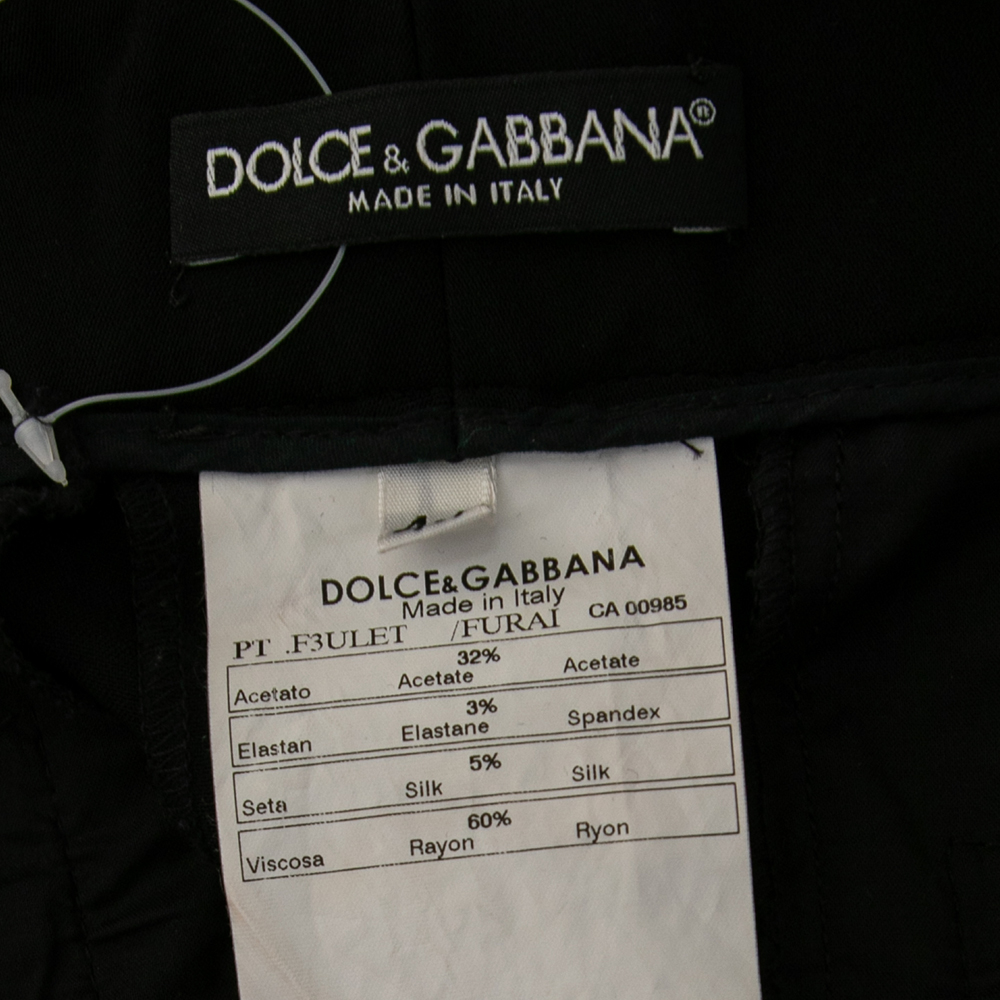 DOLCE & GABBANA®
MADE IN ITALY
DOLCE&GABBANA
Made in Italy
PT .F3ULET /FURAI CA 00985
32%
Acetato Acetate Acetate
3%
Elastan Elastane Spandex
5%
Seta Silk Silk
60%
Viscosa Rayon Ryon